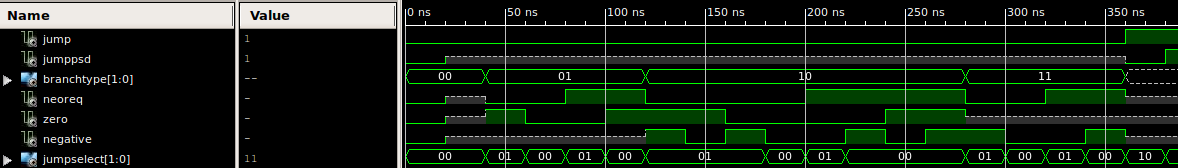 Name Value 0 ns 50 ns 100 ns 150 ns 200 ns 250 ns 300 ns 350 ns
jump 1
jumppsd 1
branchtype[1:0] -- 00 01 10 11
neoreq -
zero -
negative -
jumpselect[1:0] 11 00 01 00 01 00 01 00 01 00 01 00 01 00 10